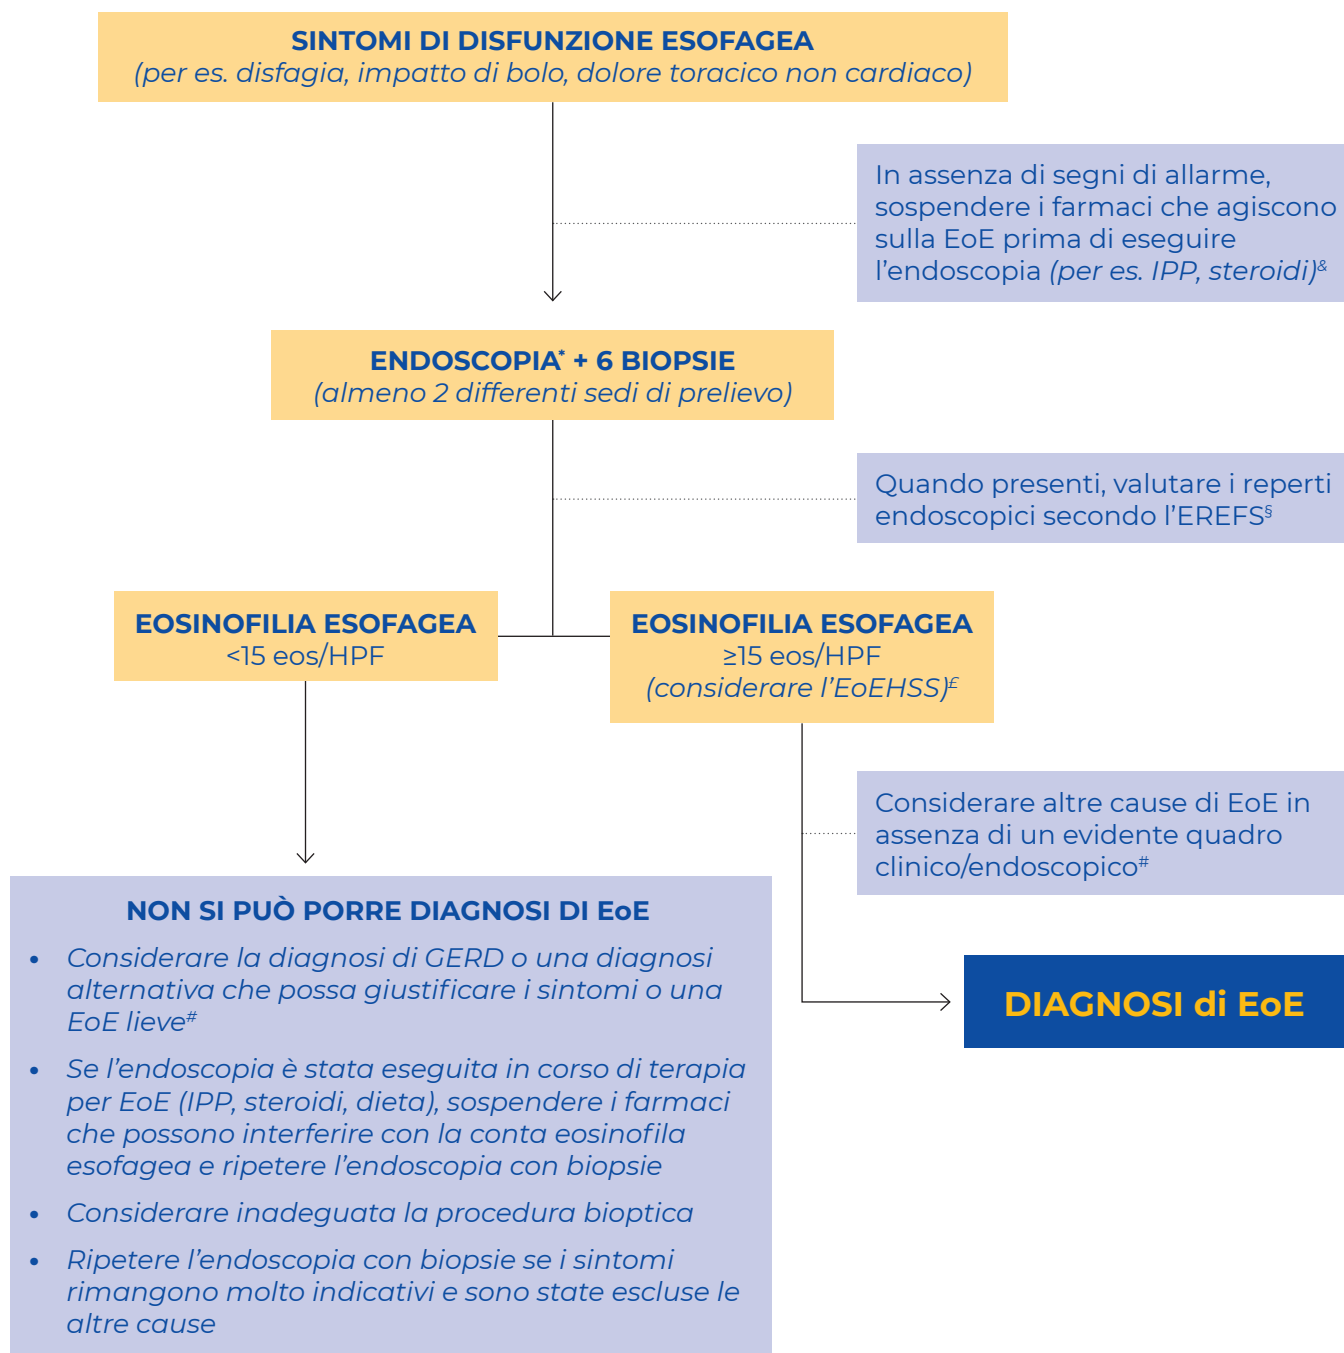 SINTOMI DI DISFUNZIONE ESOFAGEA
(per es. disfagia, impatto di bolo, dolore toracico non cardiaco)
In assenza di segni di allarme,
sospendere i farmaci che agiscono
sulla EoE prima di eseguire
l’endoscopia (per es. IPP, steroidi)&
ENDOSCOPIA* + 6 BIOPSIE
(almeno 2 differenti sedi di prelievo)
Quando presenti, valutare i reperti
endoscopici secondo l’EREFS§
EOSINOFILIA ESOFAGEA
<15 eos/HPF
EOSINOFILIA ESOFAGEA
≥15 eos/HPF
(considerare l’EoEHSS)£
Considerare altre cause di EoE in
assenza di un evidente quadro
clinico/endoscopico#
NON SI PUÒ PORRE DIAGNOSI DI EoE
• Considerare la diagnosi di GERD o una diagnosi
alternativa che possa giustificare i sintomi o una
EoE lieve#
• Se l’endoscopia è stata eseguita in corso di terapia
per EoE (IPP, steroidi, dieta), sospendere i farmaci
che possono interferire con la conta eosinofila
esofagea e ripetere l’endoscopia con biopsie
• Considerare inadeguata la procedura bioptica
• Ripetere l’endoscopia con biopsie se i sintomi
rimangono molto indicativi e sono state escluse le
altre cause
DIAGNOSI di EoE